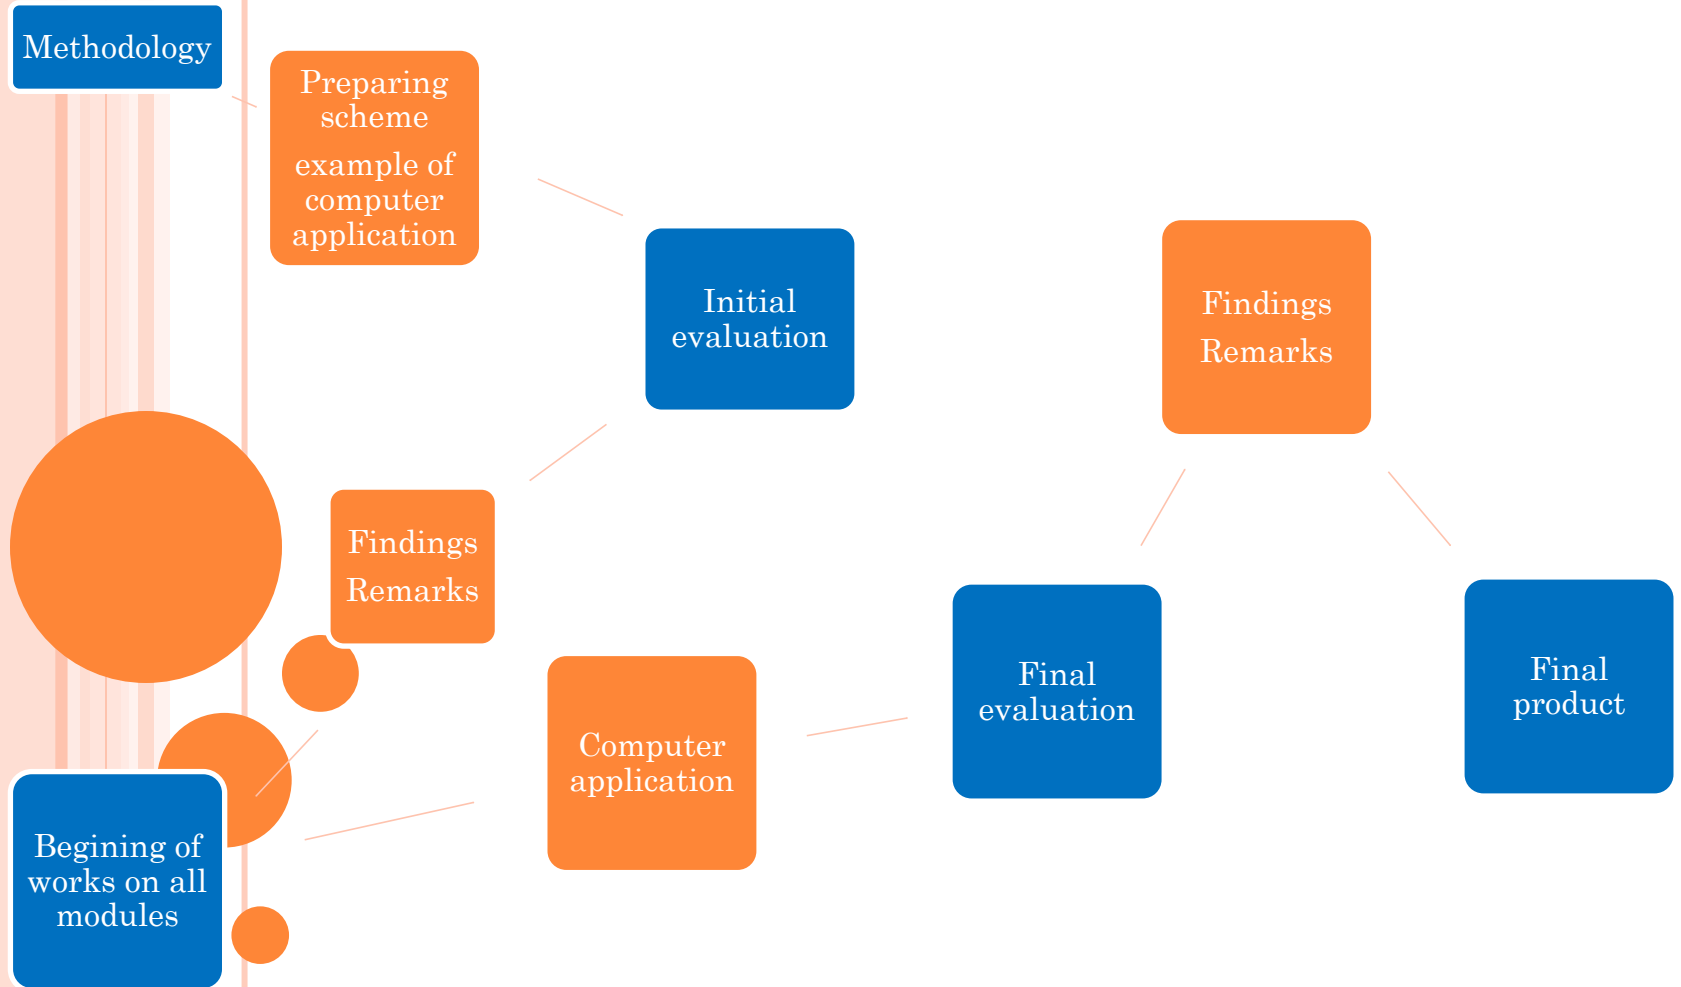 Methodology
Preparing
scheme
example of
computer
application
Initial
evaluation
Findings
Remarks
Begining of
works on all
modules
Computer
application
Final
evaluation
Findings
Remarks
Final
product